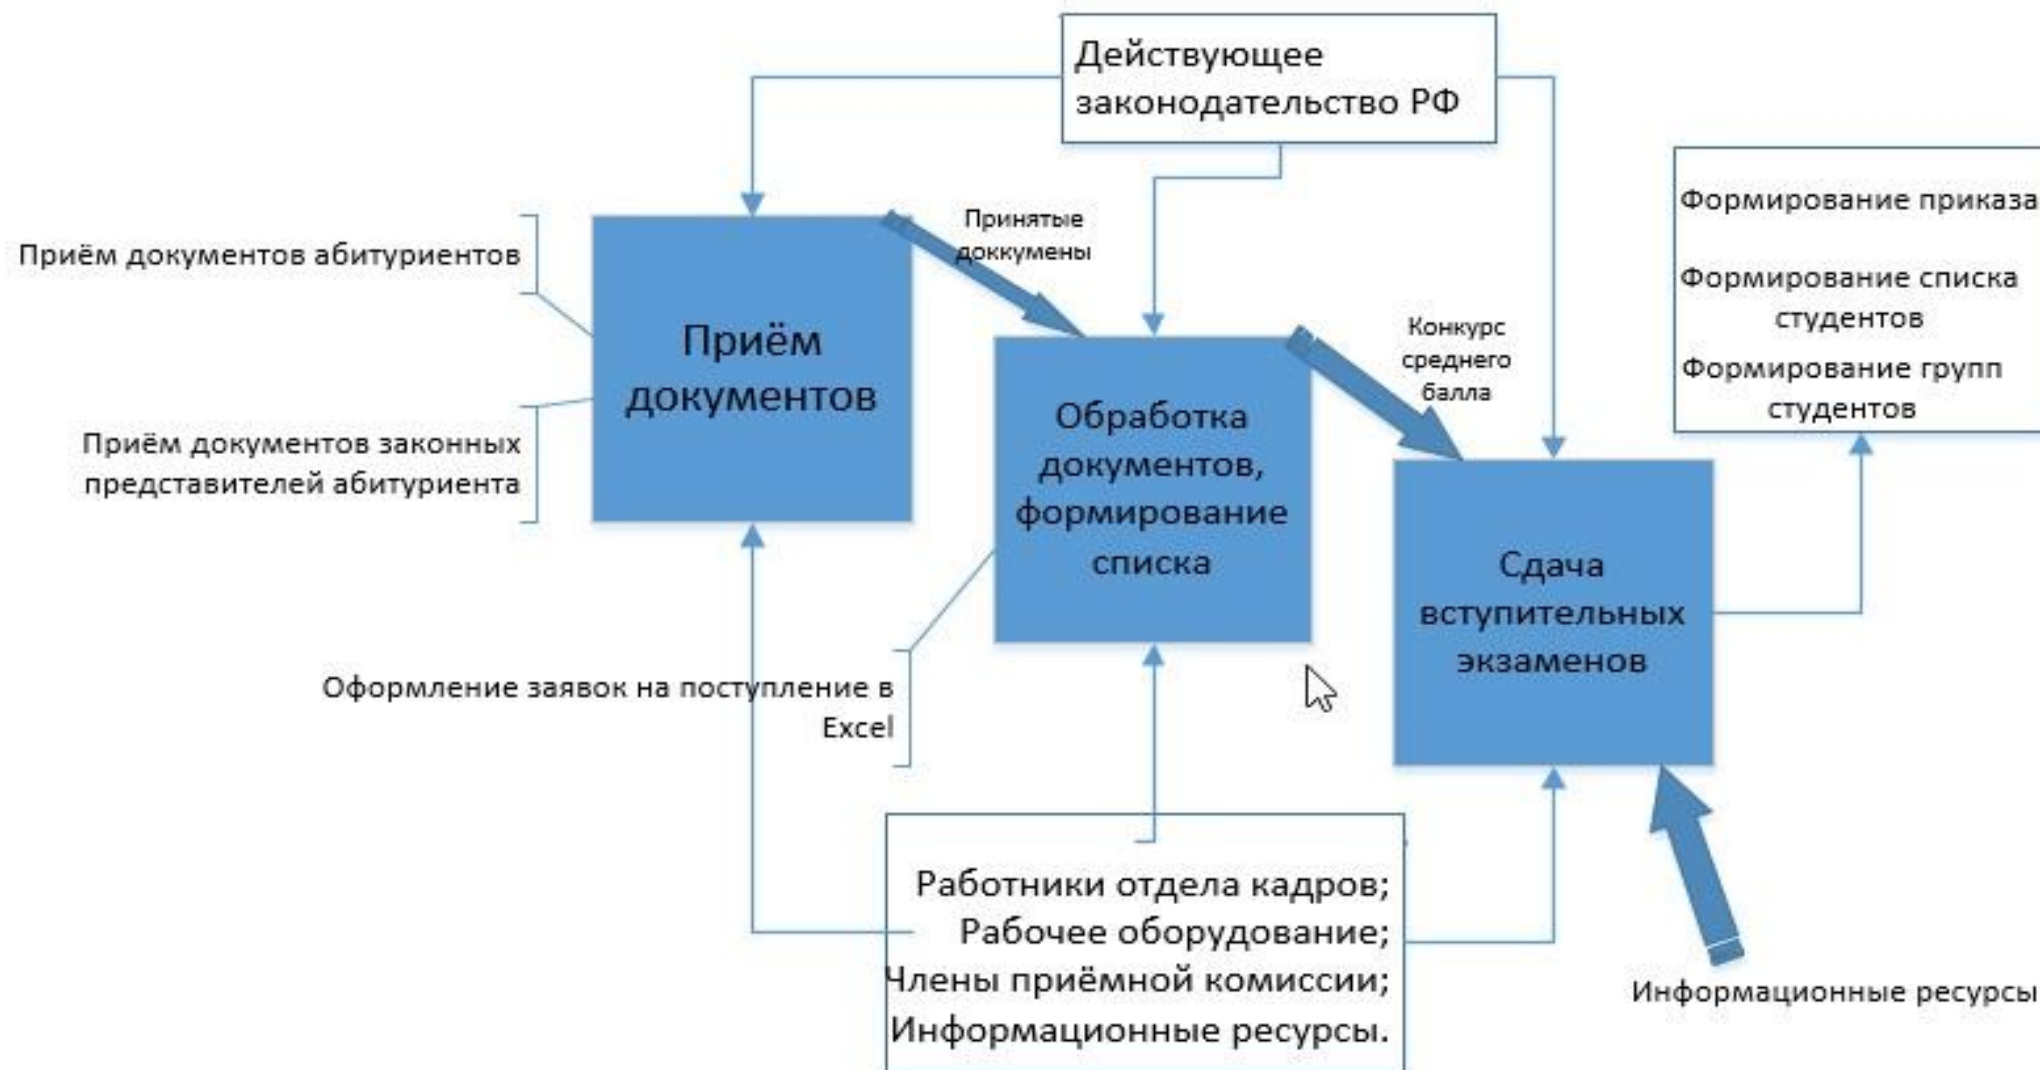 Действующее
законодательство РФ
Формирование приказа
Формирование списка
студентов
Формирование групп
студентов
Приём документов абитуриентов
Приём документов законных
представителей абитуриента
Приём
документов
Принятые
доккумены
Обработка
документов,
формирование
списка
Конкурс
среднего
балла
Сдача
вступительных
экзаменов
Оформление заявок на поступление в
Excel
Работники отдела кадров;
Рабочее оборудование;
Члены приёмной комиссии;
Информационные ресурсы.
Информационные ресурсы